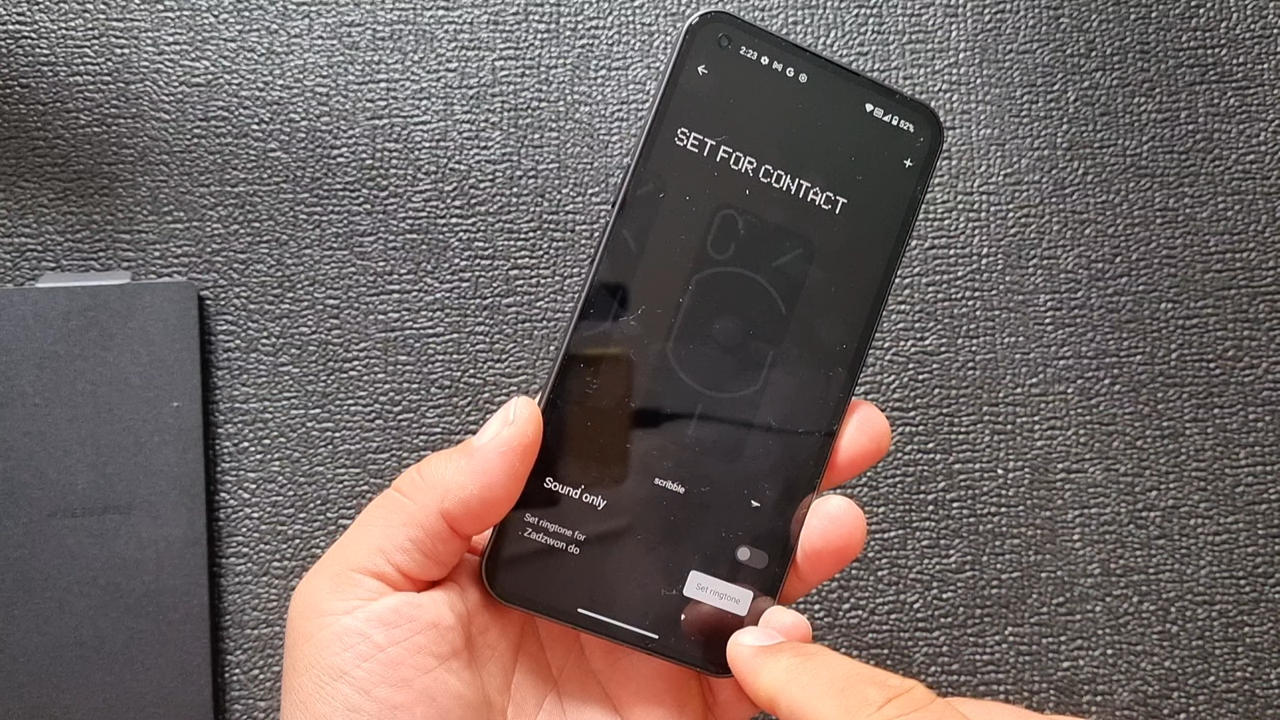 2:23 G 52%
SET FOR CONTACT
scribble
Sound only
Set ringtone for
Zadzwon do
Set ringtone